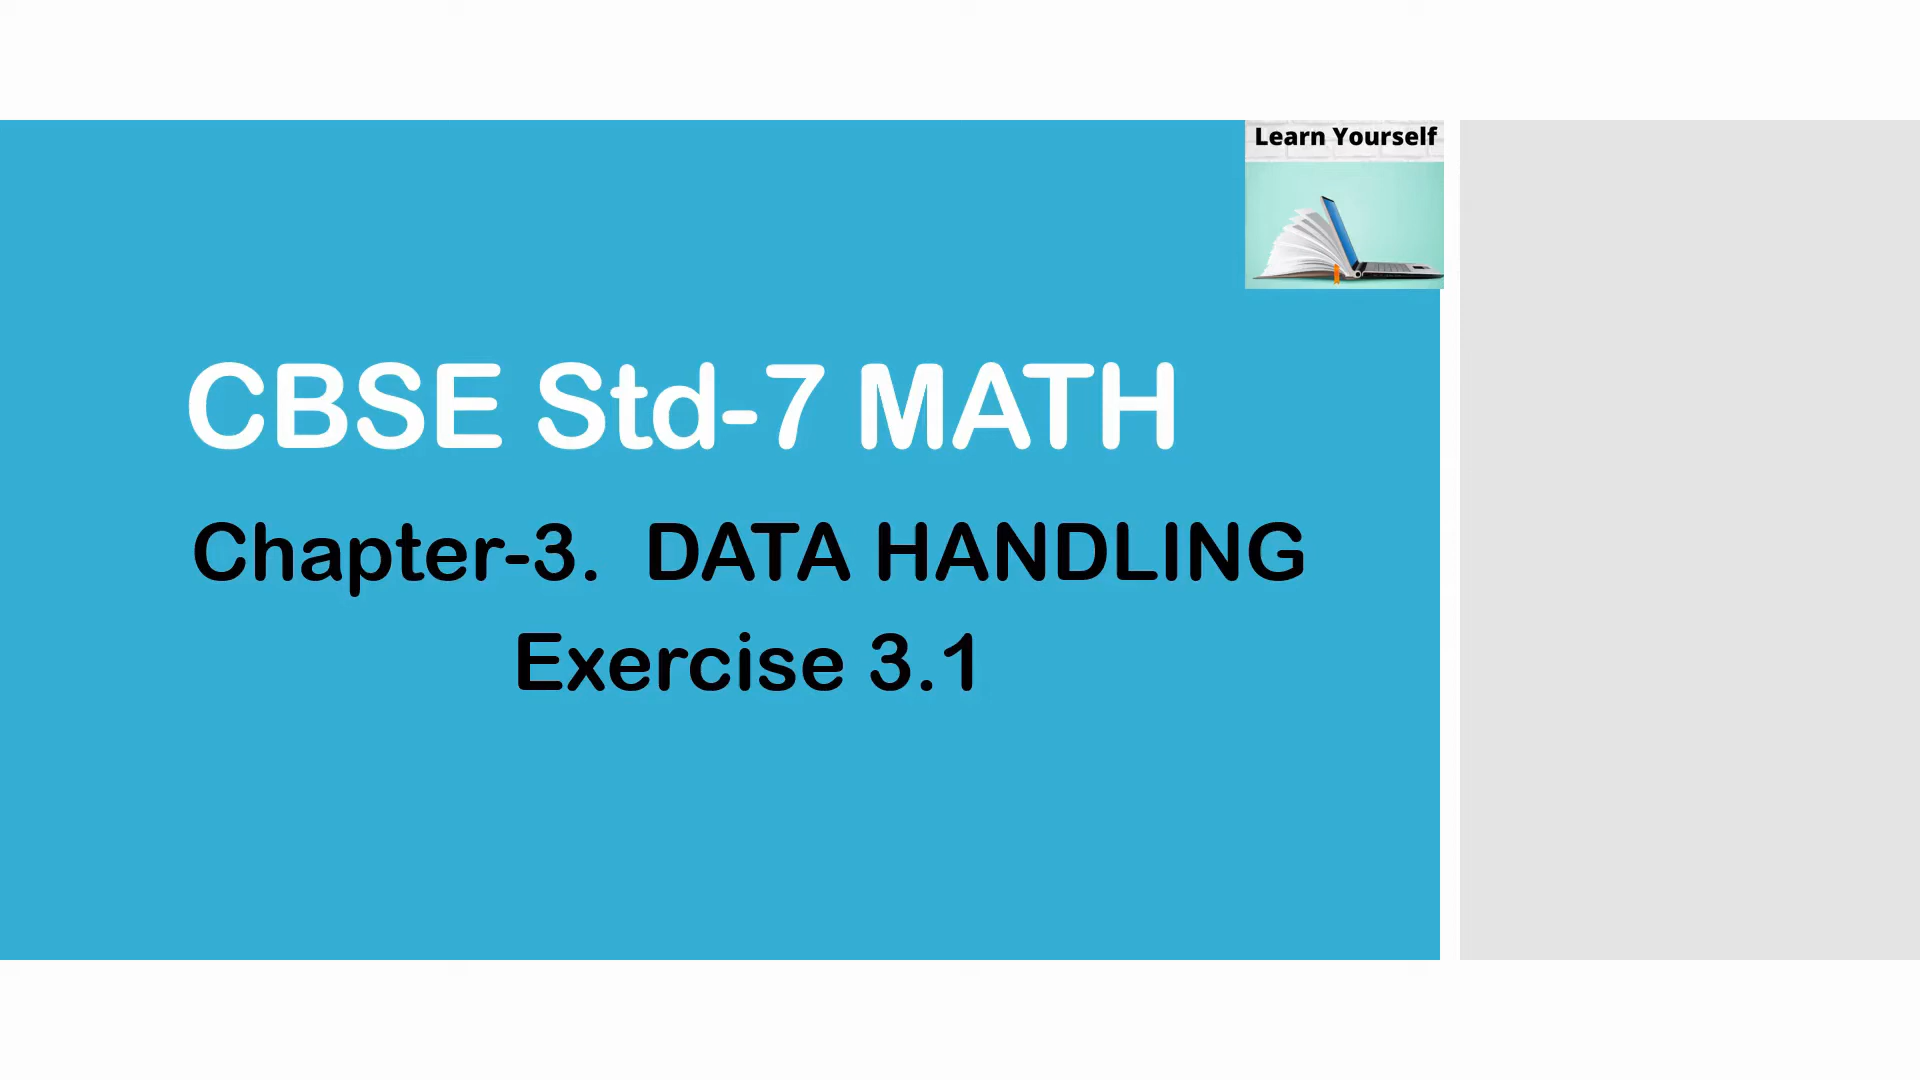 Learn Yourself
CBSE Std-7 MATH
Chapter-3. DATA HANDLING
Exercise 3.1